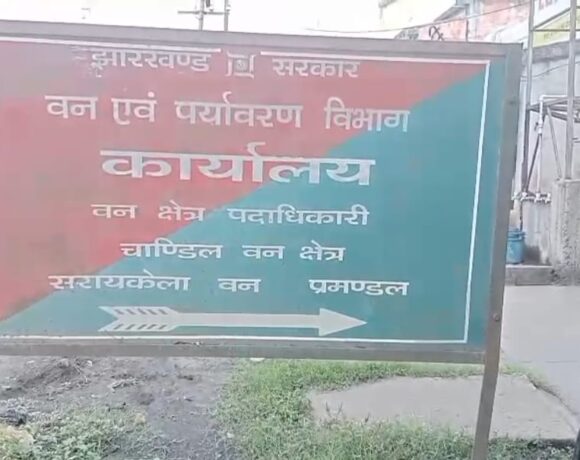 झारखण्ड सरकार
वन एवं पर्यावरण विभाग
कार्यालय
वन क्षेत्र पदाधिकारी
चाण्डिल वन क्षेत्र
सरायकेला वन प्रमण्डल